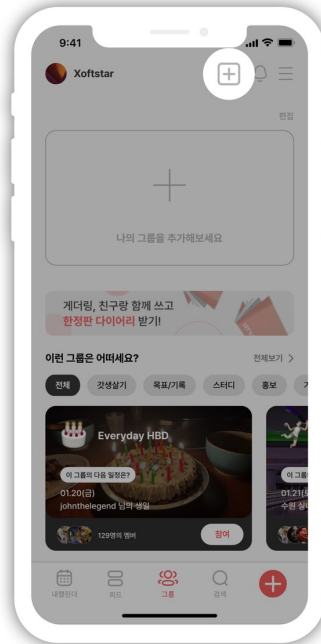 9:41
Xoftstar
편집
나의 그룹을 추가해보세요
게더링, 친구랑 함께 쓰고
한정판 다이어리 받기!
이런 그룹은 어떠세요?
전체보기 >
전체
갓생살기
목표/기록
스터디
홍보
Everyday HBD
이 그룹의 다음 일정은?
01.20(금)
johnthelegend 님의 생일
129명의 멤버
참여
이 그룹
01.21(토
수원
내캘린더
피드
그룹
검색